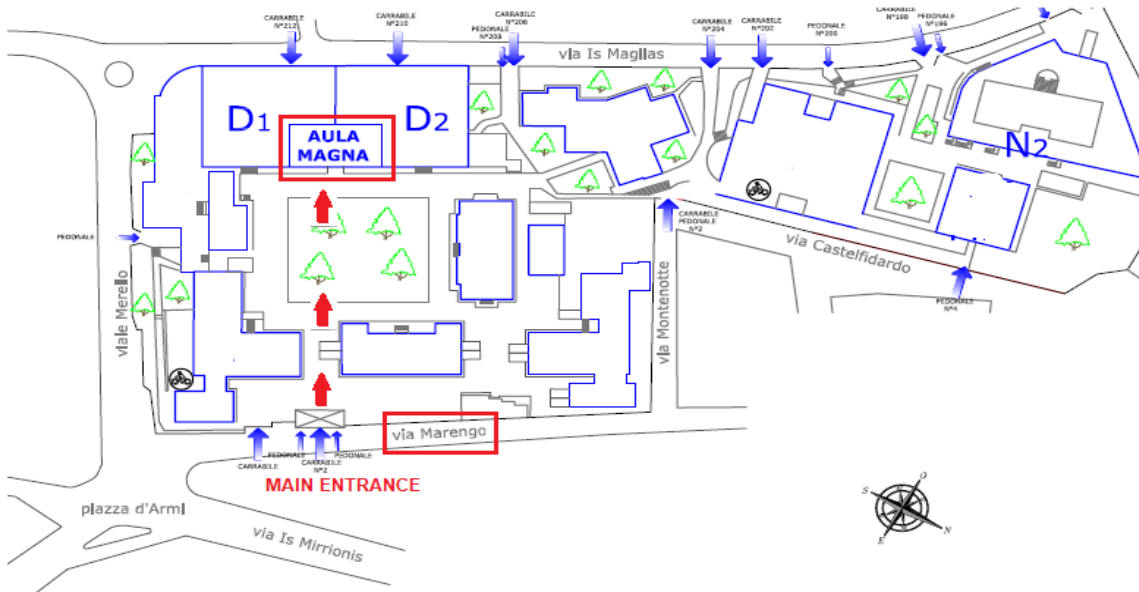 CARRABILE
N°212
CARRABILE
N°210
CARRABILE
N°206
PEDONALE
N°208
CARRABILE
N°204
CARRABILE
N°202
PEDONALE
N°200
CARRABILE
N°198
PEDONALE
N°196
via Is Maglias
D1
D2
AULA
MAGNA
N2
PEDONALE
CARRABILE
PEDONALE
N°2
via Castelfidardo
PEDONALE
N°4
viale Merello
via Montenotte
via Marengo
CARRABILE
PEDONALE
CARRABILE
N°2
PEDONALE
MAIN ENTRANCE
plazza d'Armi
via Is Mirrionis
O
S
N
E